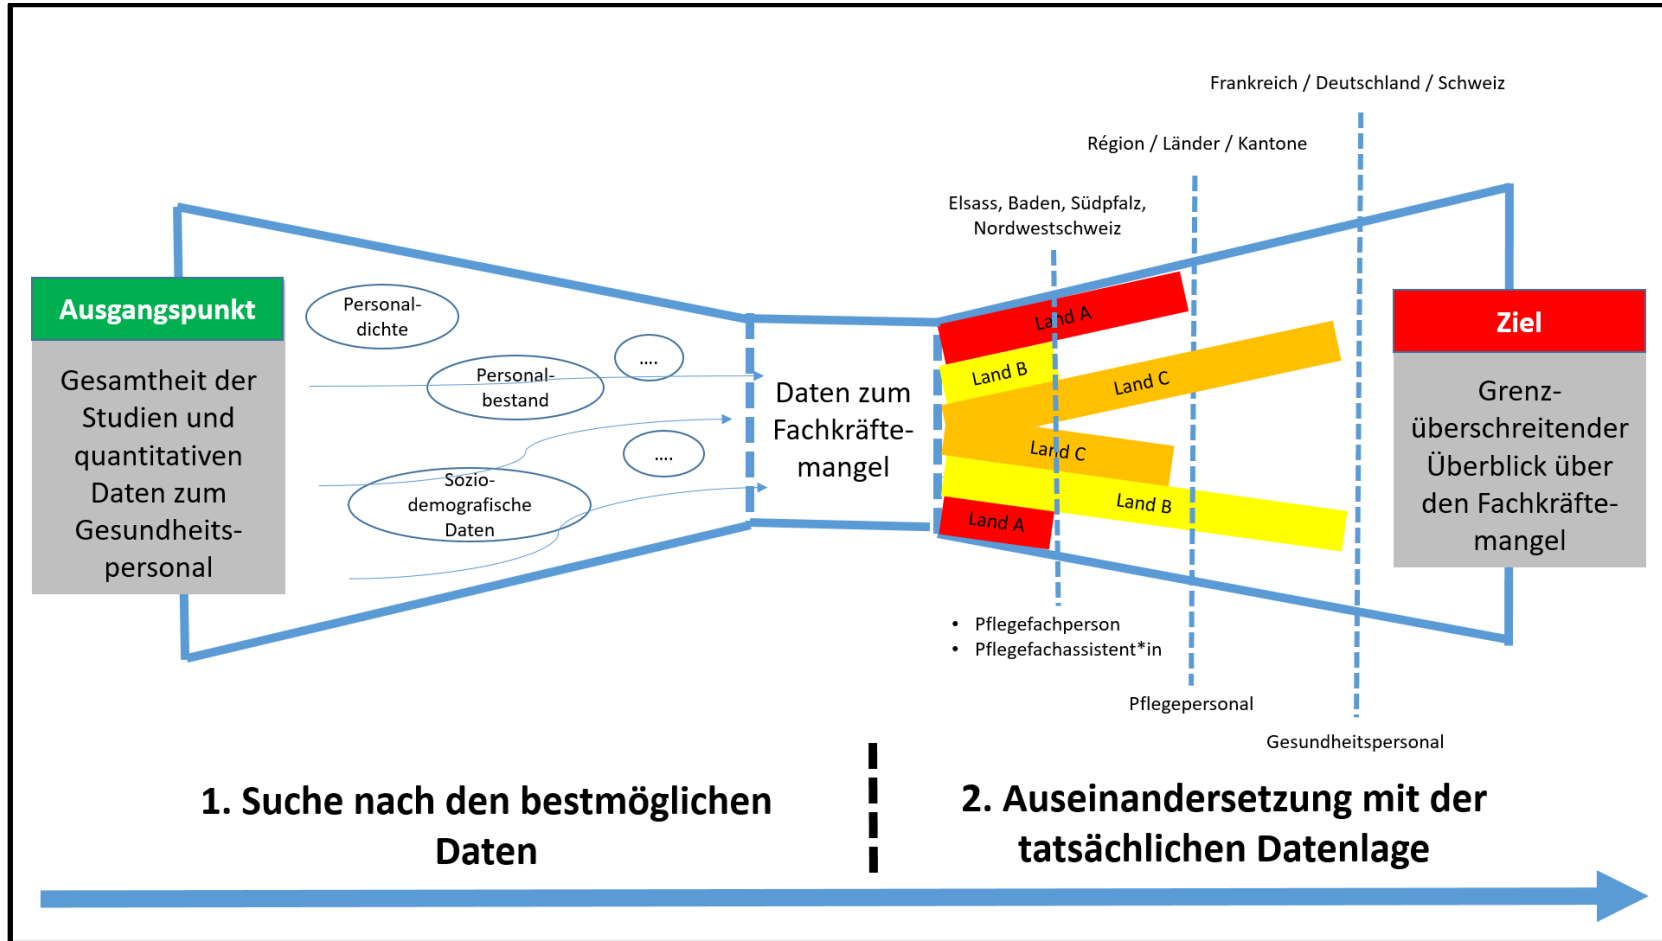 Frankreich / Deutschland / Schweiz
Région / Länder / Kantone
Elsass, Baden, Südpfalz,
Nordwestschweiz
Ausgangspunkt
Gesamtheit der
Studien und
quantitativen
Daten zum
Gesundheits-
personal
Personal-
dichte
....
Personal-
bestand
....
Sozio-
demografische
Daten
Daten zum
Fachkräfte-
mangel
Land A
Land B
Land C
Land C
Land B
Land A
Ziel
Grenz-
überschreitender
Überblick über
den Fachkräfte-
mangel
• Pflegefachperson
• Pflegefachassistent*in
Pflegepersonal
Gesundheitspersonal
1. Suche nach den bestmöglichen
Daten
2. Auseinandersetzung mit der
tatsächlichen Datenlage